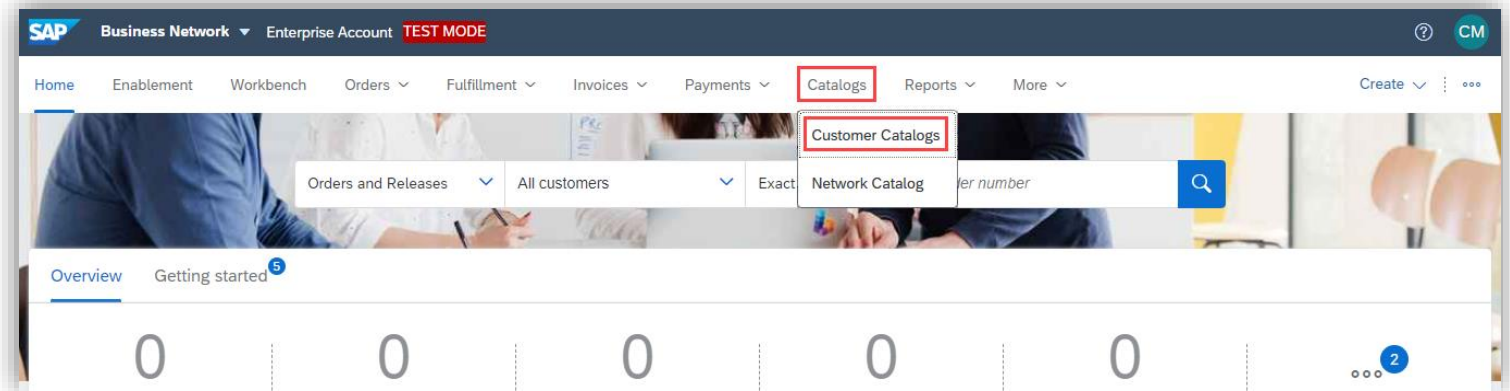 SAP Business Network Enterprise Account TEST MODE CM
Home Enablement Workbench Orders Fulfillment Invoices Payments Catalogs Reports More Create
Customer Catalogs
Orders and Releases All customers Exact Network Catalog number
Overview Getting started 5
0 0 0 0 0 2